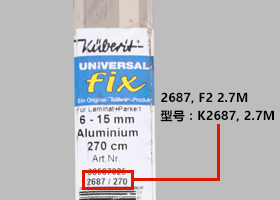 Küberit
UNIVERSAL
fix
Ein Original-Küberit-Produkt
Für Laminat+Parkett
6 - 15 mm
Aluminium
270 cm
Art.Nr.
2687 / 270
2687, F2 2.7M
型号：K2687, 2.7M